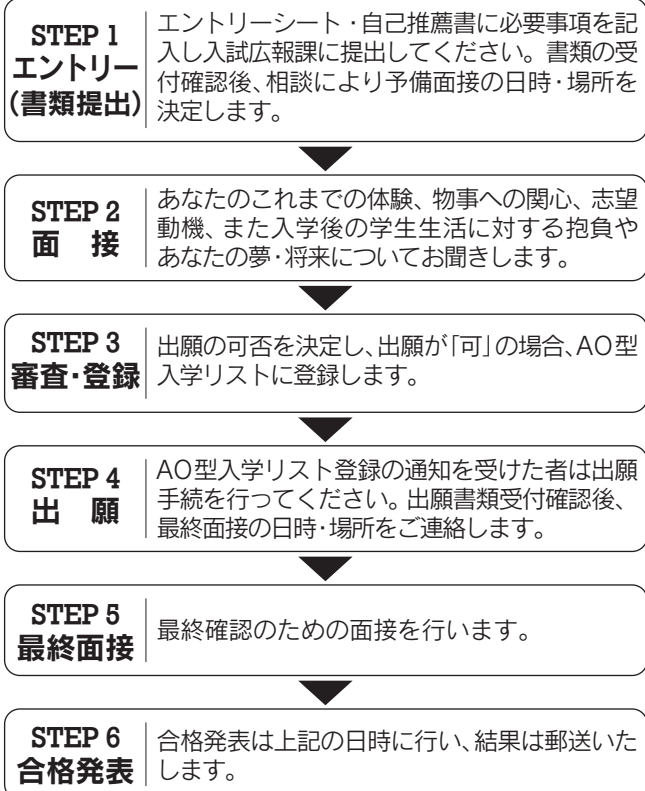 STEP 1
エントリー
(書類提出)
エントリーシート・自己推薦書に必要事項を記
入し入試広報課に提出してください。書類の受
付確認後、相談により予備面接の日時・場所を
決定します。
STEP 2
面 接
あなたのこれまでの体験、物事への関心、志望
動機、また入学後の学生生活に対する抱負や
あなたの夢・将来についてお聞きします。
STEP 3
審査・登録
出願の可否を決定し、出願が「可」の場合、AO型
入学リストに登録します。
STEP 4
出 願
AO型入学リスト登録の通知を受けた者は出願
手続を行ってください。出願書類受付確認後、
最終面接の日時・場所をご連絡します。
STEP 5
最終面接
最終確認のための面接を行います。
STEP 6
合格発表
合格発表は上記の日時に行い、結果は郵送いた
します。